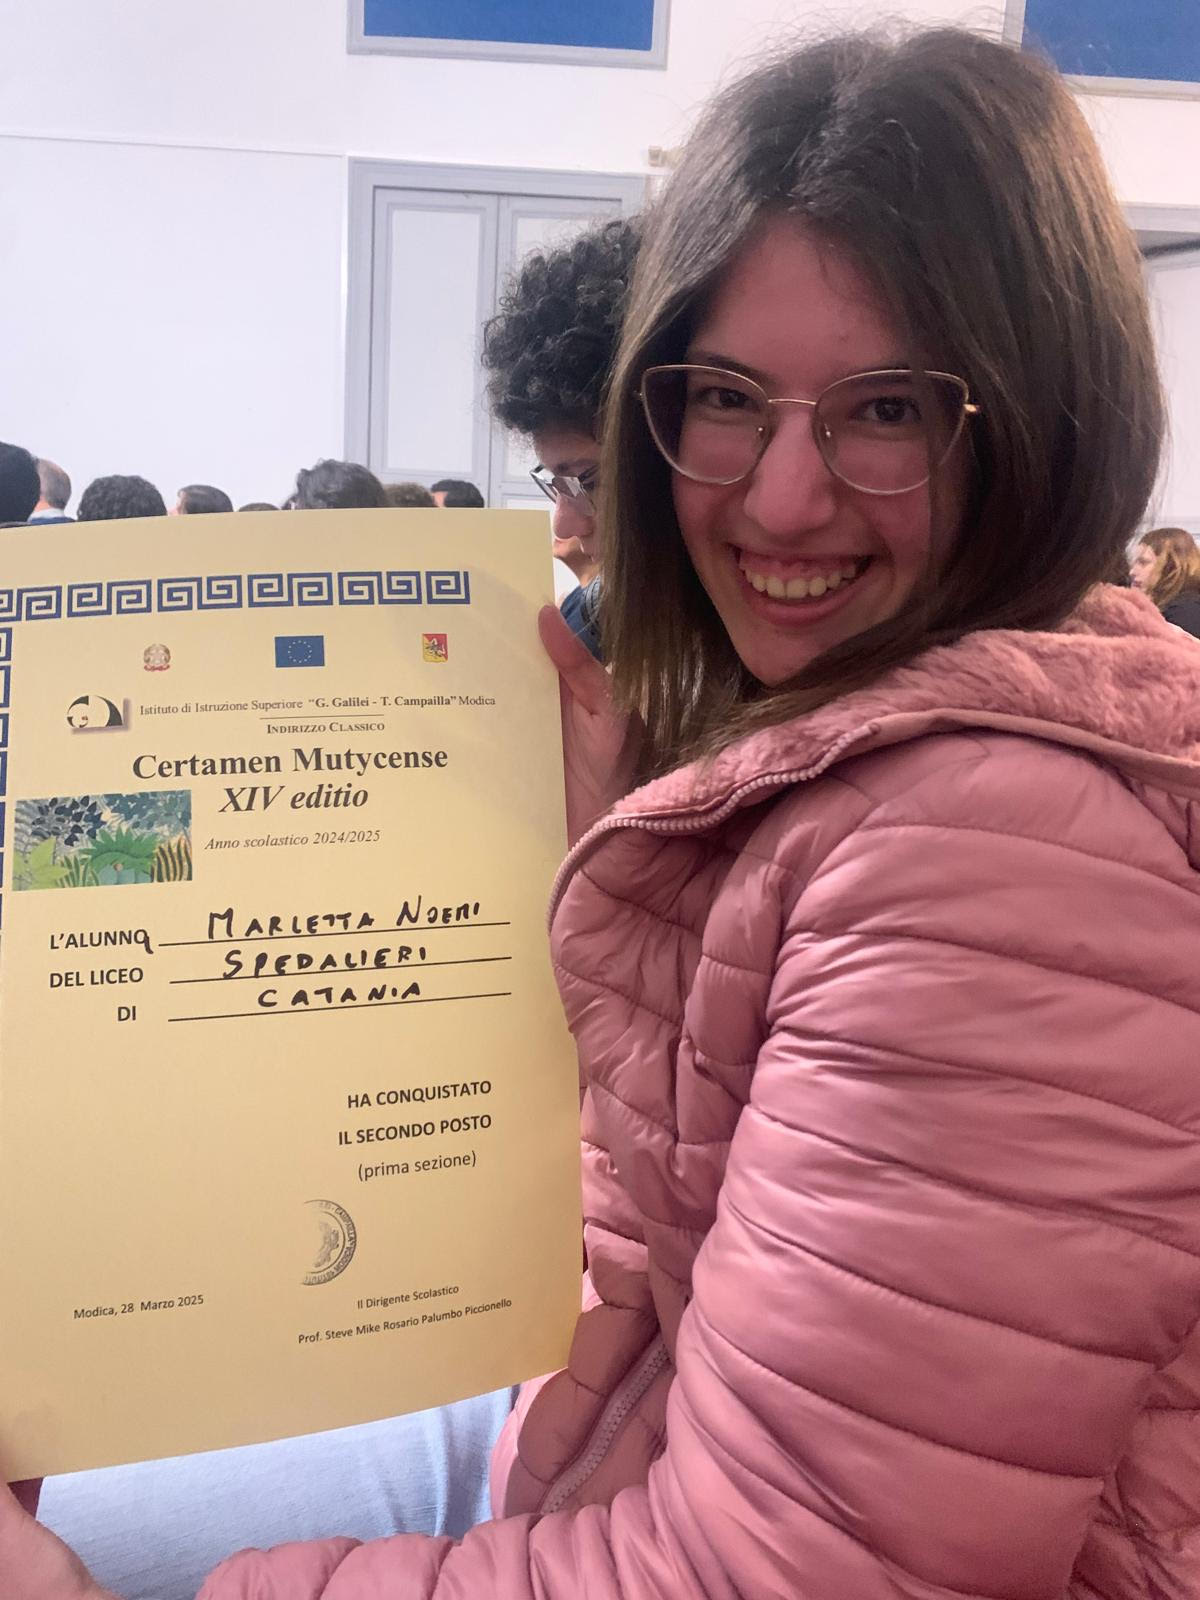 Istituto di Istruzione Superiore "G. Galilei - T. Campailla" Modica
INDIRIZZO CLASSICO
Certamen Mutycense
XIV editio
Anno scolastico 2024/2025
L'ALUNNa MARLETTA NOEMI
DEL LICEO SPEDALIERI
DI CATANIA
HA CONQUISTATO
IL SECONDO POSTO
(prima sezione)
Modica, 28 Marzo 2025
Il Dirigente Scolastico
Prof. Steve Mike Rosario Palumbo Piccionello